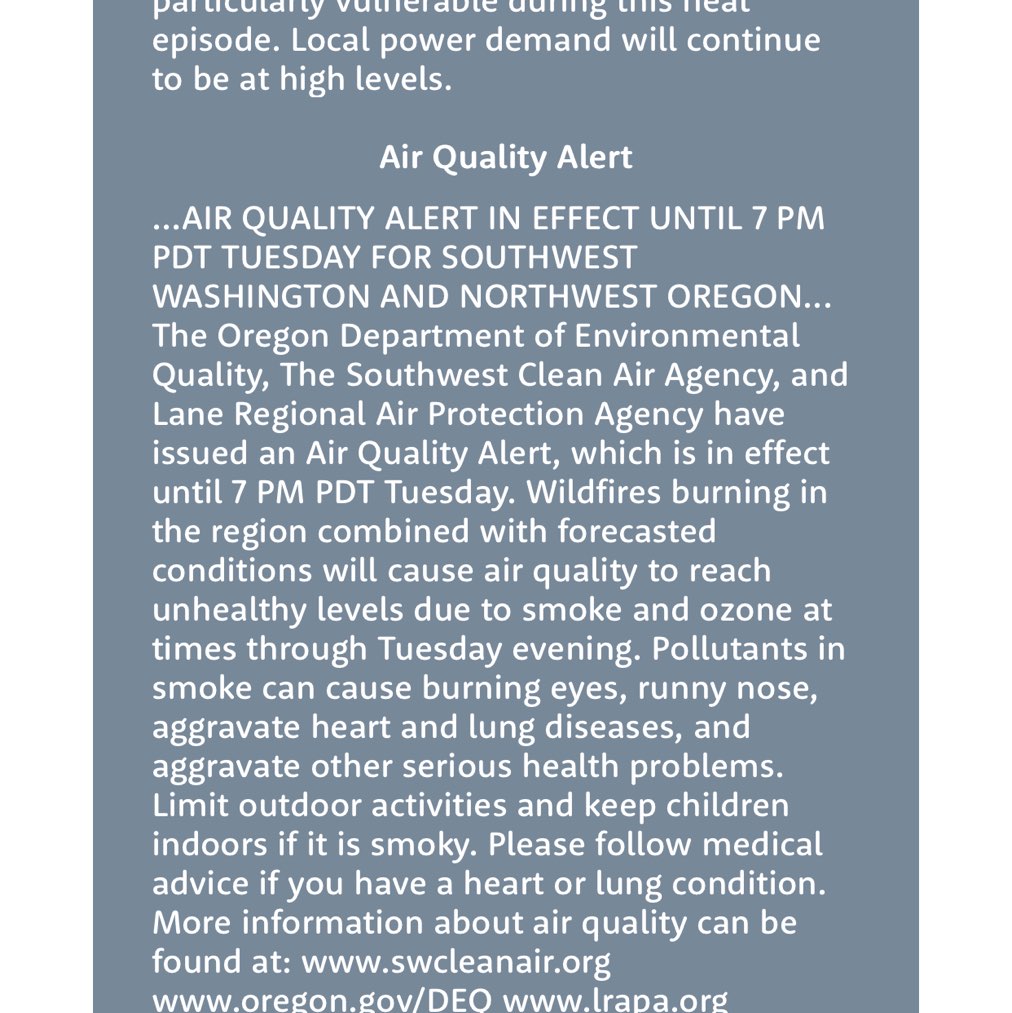 particularly vulnerable during this heat
episode. Local power demand will continue
to be at high levels.
Air Quality Alert
...AIR QUALITY ALERT IN EFFECT UNTIL 7 PM
PDT TUESDAY FOR SOUTHWEST
WASHINGTON AND NORTHWEST OREGON...
The Oregon Department of Environmental
Quality, The Southwest Clean Air Agency, and
Lane Regional Air Protection Agency have
issued an Air Quality Alert, which is in effect
until 7 PM PDT Tuesday. Wildfires burning in
the region combined with forecasted
conditions will cause air quality to reach
unhealthy levels due to smoke and ozone at
times through Tuesday evening. Pollutants in
smoke can cause burning eyes, runny nose,
aggravate heart and lung diseases, and
aggravate other serious health problems.
Limit outdoor activities and keep children
indoors if it is smoky. Please follow medical
advice if you have a heart or lung condition.
More information about air quality can be
found at: www.swcleanair.org
www.oregon.gov/DEQ www.lrapa.org